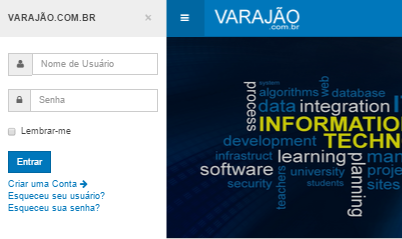 VARAJÃO.COM.BR ×
Nome de Usuário
Senha
Lembrar-me
Entrar
Criar uma Conta
Esqueceu seu usuário?
Esqueceu sua senha?
VARAJÃO
.com.br
system
algorithms
web
database
process
data
integration
INFORMATIO
TECHN
development
infrastruct
learning
planning
man
software
university
proje
security
teachers
students
sites